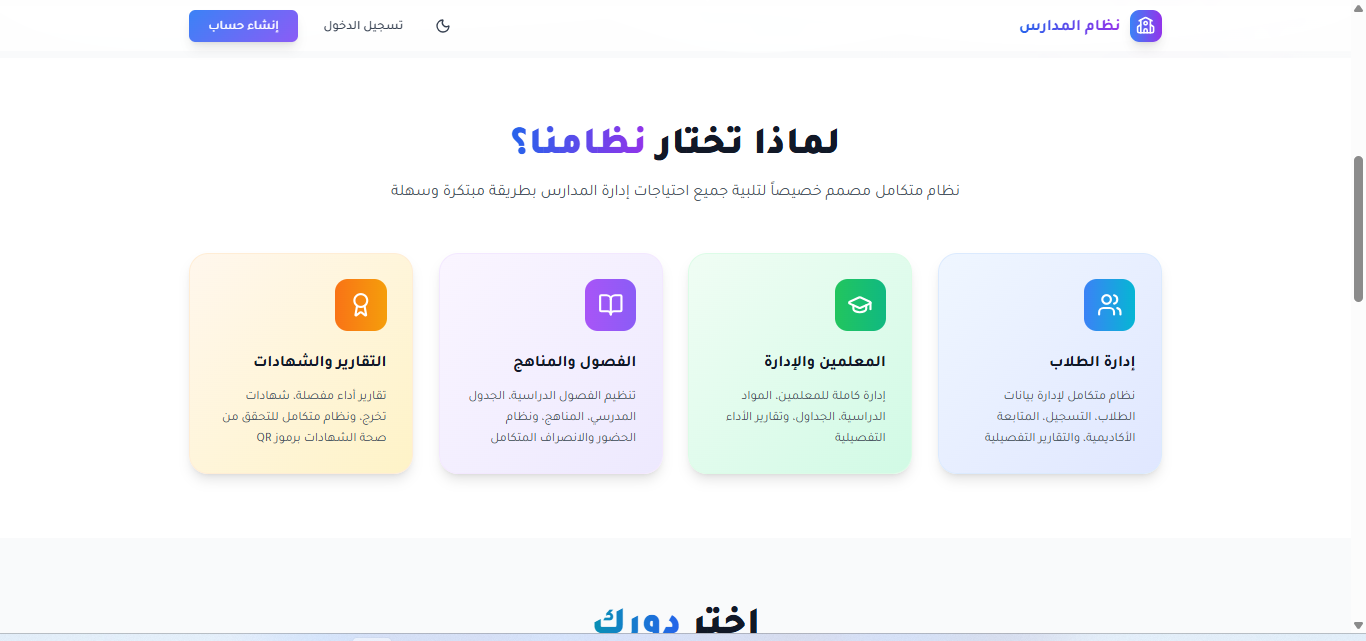 نظام المدارس
تسجيل الدخول
إنشاء حساب
لماذا تختار نظامنا؟
نظام متكامل مصمم خصيصاً لتلبية جميع احتياجات إدارة المدارس بطريقة مبتكرة وسهلة
إدارة الطلاب
نظام متكامل لإدارة بيانات
الطلاب، التسجيل، المتابعة
الأكاديمية، والتقارير التفصيلية
المعلمين والإدارة
إدارة كاملة للمعلمين، المواد
الدراسية، الجداول، وتقارير الأداء
التفصيلية
الفصول والمناهج
تنظيم الفصول الدراسية، الجدول
المدرسي، المناهج، ونظام
الحضور والانصراف المتكامل
التقارير والشهادات
تقارير أداء مفصلة، شهادات
تخرج، ونظام متكامل للتحقق من
صحة الشهادات برموز QR
اختر دورك